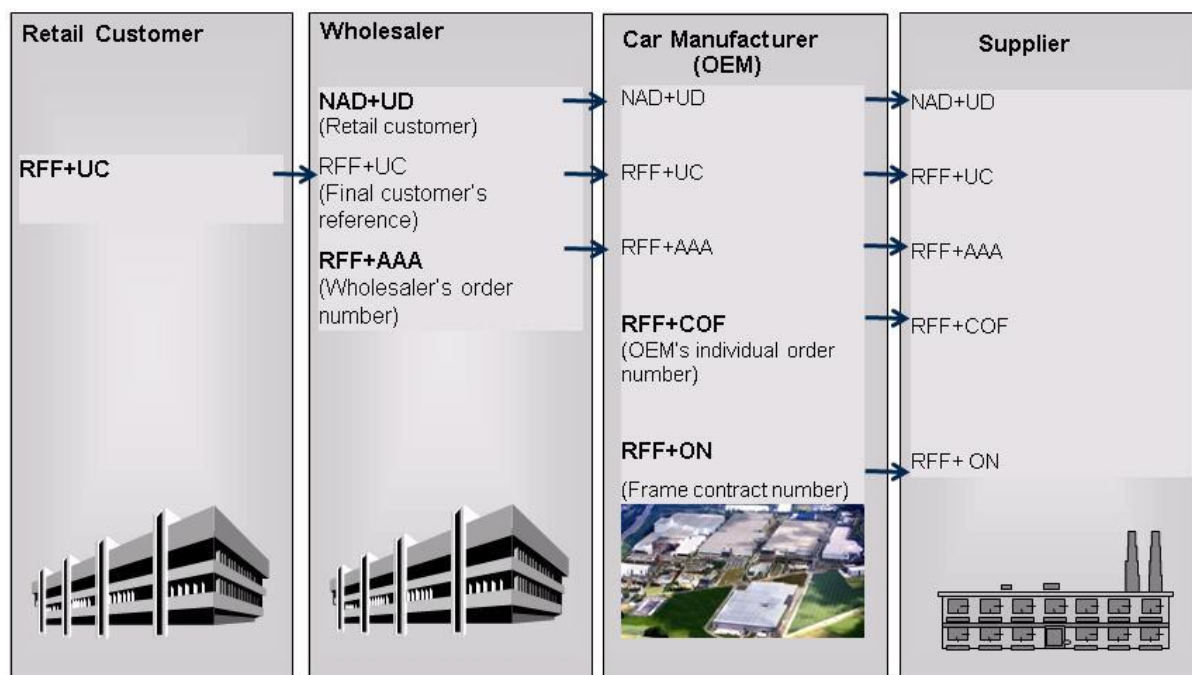 Retail Customer
RFF+UC
Wholesaler
NAD+UD
(Retail customer)
RFF+UC
(Final customer's
reference)
RFF+AAA
(Wholesaler's order
number)
Car Manufacturer
(OEM)
NAD+UD
RFF+UC
RFF+AAA
RFF+COF
(OEM's individual order
number)
RFF+ON
(Frame contract number)
Supplier
NAD+UD
RFF+UC
RFF+AAA
RFF+COF
RFF+ ON